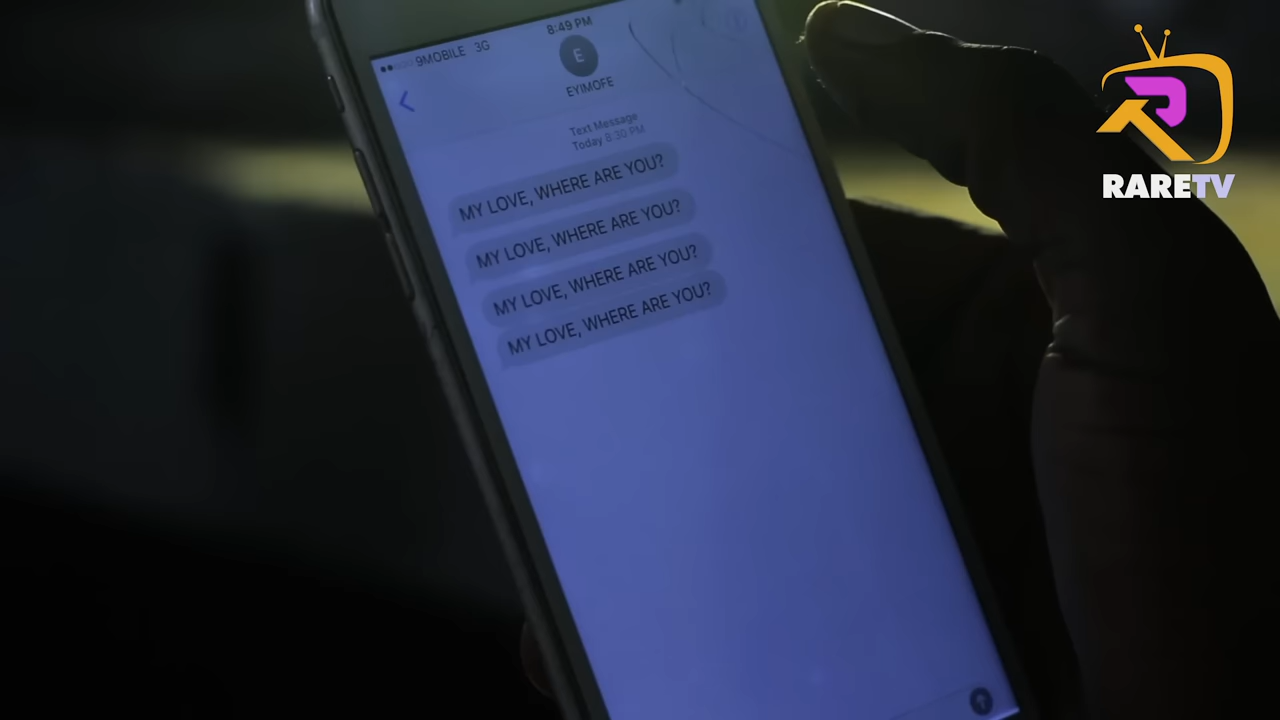 8:49 PM
9MOBILE 3G
E
EYIMOFE
Text Message
Today 8:30 PM
MY LOVE, WHERE ARE YOU?
MY LOVE, WHERE ARE YOU?
MY LOVE, WHERE ARE YOU?
MY LOVE, WHERE ARE YOU?
R
RARETV